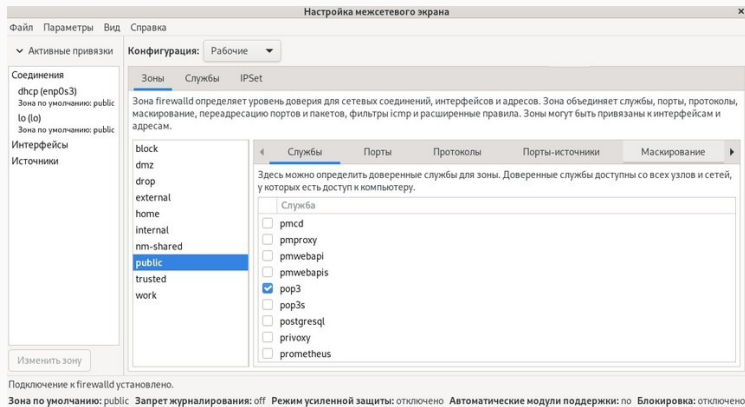 Настройка межсетевого экрана
Файл Параметры Вид Справка
Активные привязки
Конфигурация: Рабочие
Соединения
dhcp (enp0s3)
Зона по умолчанию: public
lo (lo)
Зона по умолчанию: public
Интерфейсы
Источники
Изменить зону
Зоны Службы IPSet
Зона firewalld определяет уровень доверия для сетевых соединений, интерфейсов и адресов. Зона объединяет службы, порты, протоколы,
маскирование, переадресацию портов и пакетов, фильтры icmp и расширенные правила. Зоны могут быть привязаны к интерфейсам и
адресам.
block
dmz
drop
external
home
internal
nm-shared
public
trusted
work
Службы Порты Протоколы Порты-источники Маскирование
Здесь можно определить доверенные службы для зоны. Доверенные службы доступны со всех узлов и сетей,
у которых есть доступ к компьютеру.
Служба
pmcd
pmproxy
pmwebapi
pmwebapis
pop3
pop3s
postgresql
privoxy
prometheus
Подключение к firewalld установлено.
Зона по умолчанию: public Запрет журналирования: off Режим усиленной защиты: отключено Автоматические модули поддержки: no Блокировка: отключено